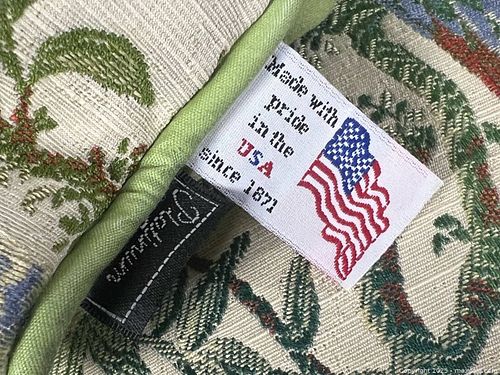 Made with
pride
in the
USA
since 1871